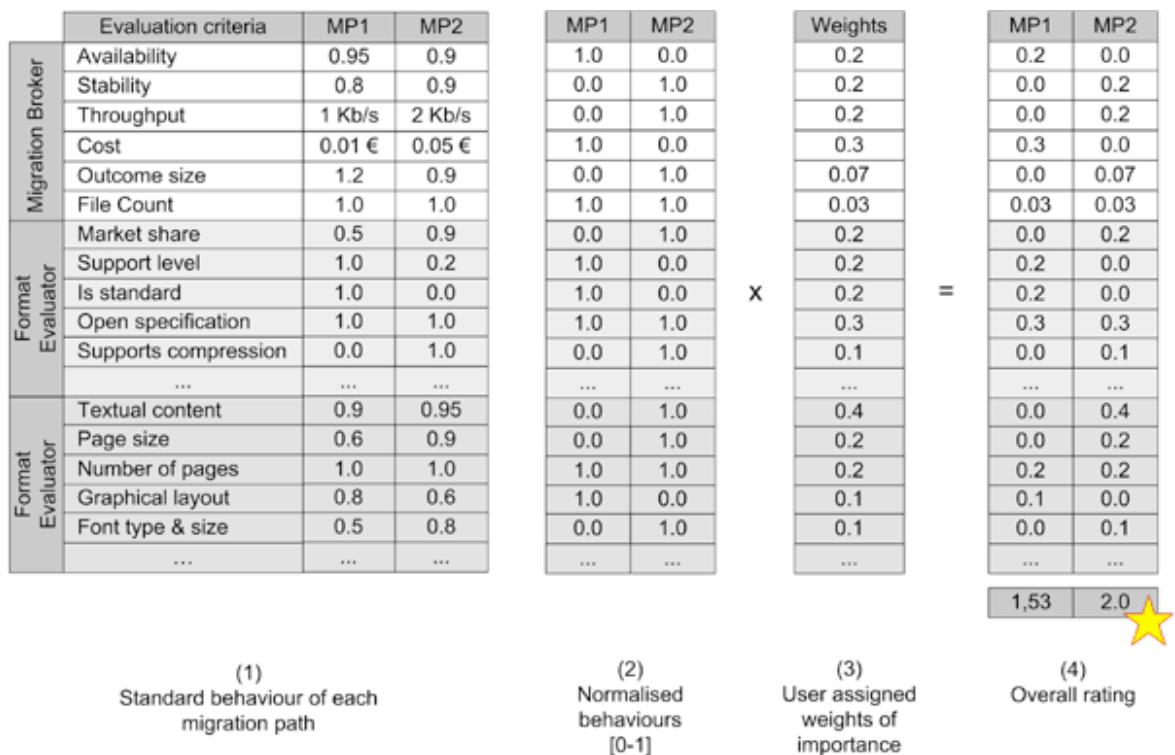 Evaluation criteria MP1 MP2 MP1 MP2 Weights MP1 MP2
Migration Broker
Availability 0.95 0.9 1.0 0.0 0.2 0.2 0.0
Stability 0.8 0.9 0.0 1.0 0.2 0.0 0.2
Throughput 1 Kb/s 2 Kb/s 0.0 1.0 0.2 0.0 0.2
Cost 0.01 € 0.05 € 1.0 0.0 0.3 0.3 0.0
Outcome size 1.2 0.9 0.0 1.0 0.07 0.0 0.07
File Count 1.0 1.0 1.0 1.0 0.03 0.03 0.03
Format
Evaluator
Market share 0.5 0.9 0.0 1.0 0.2 0.0 0.2
Support level 1.0 0.2 1.0 0.0 0.2 0.2 0.0
Is standard 1.0 0.0 1.0 0.0 x 0.2 = 0.2 0.0
Open specification 1.0 1.0 1.0 1.0 0.3 0.3 0.3
Supports compression 0.0 1.0 0.0 1.0 0.1 0.0 0.1
... ... ... ... ... ... ... ...
Format
Evaluator
Textual content 0.9 0.95 0.0 1.0 0.4 0.0 0.4
Page size 0.6 0.9 0.0 1.0 0.2 0.0 0.2
Number of pages 1.0 1.0 1.0 1.0 0.2 0.2 0.2
Graphical layout 0.8 0.6 1.0 0.0 0.1 0.1 0.0
Font type & size 0.5 0.8 0.0 1.0 0.1 0.0 0.1
... ... ... ... ... ... ... ...
1,53 2.0
(1)
Standard behaviour of each
migration path
(2)
Normalised
behaviours
[0-1]
(3)
User assigned
weights of
importance
(4)
Overall rating